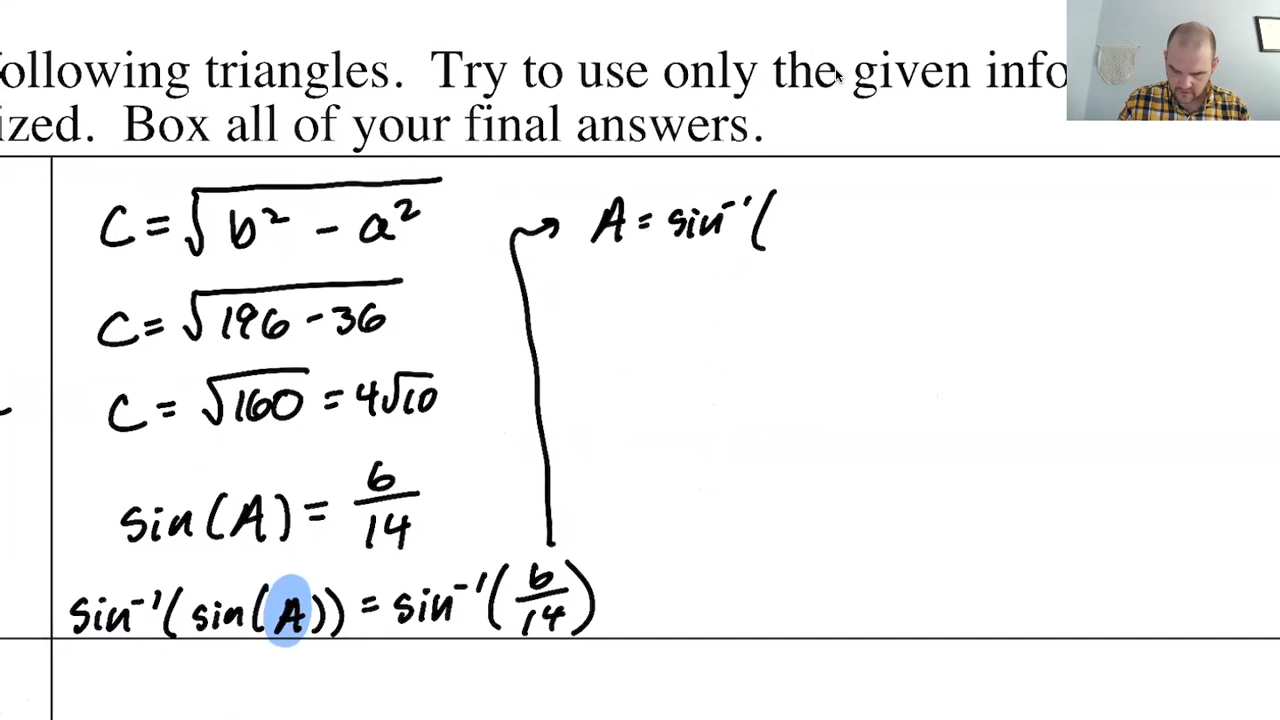 ollowing triangles. Try to use only the given info
ized. Box all of your final answers.
C = √(b² - a²)
C = √(196 - 36)
C = √160 = 4√10
sin(A) = 6/14
sin⁻¹(sin(A)) = sin⁻¹(6/14)
A = sin⁻¹(